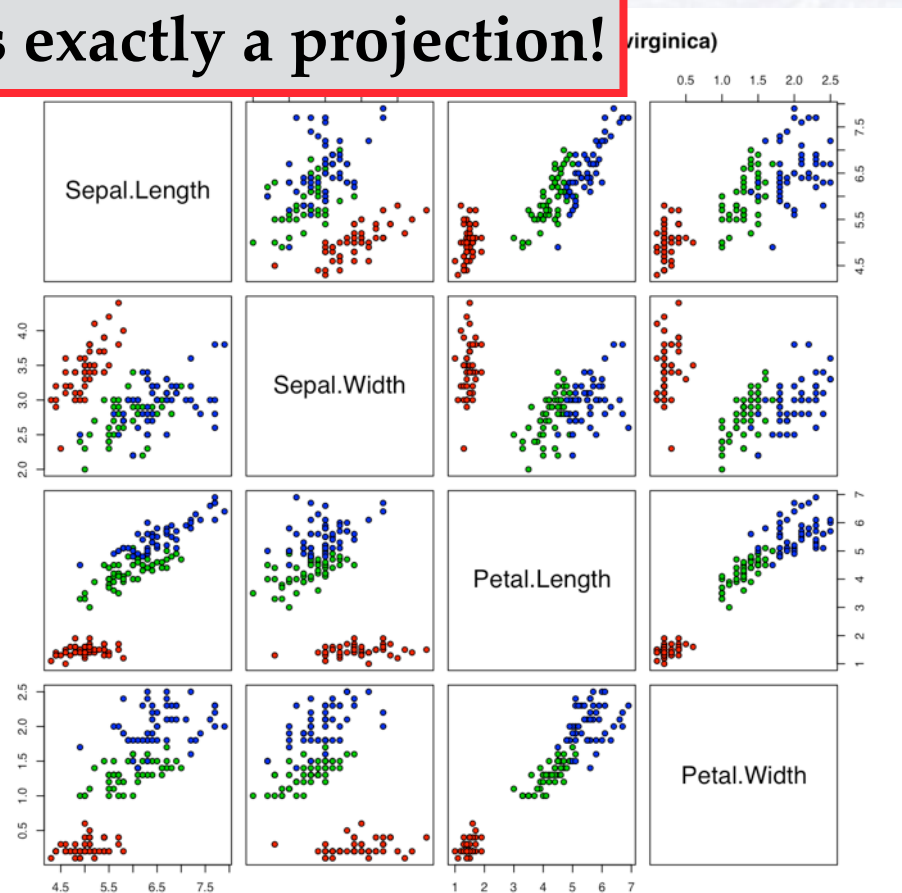 s exactly a projection!
virginica)
0.5 1.0 1.5 2.0 2.5
Sepal.Length
4.5 5.5 6.5 7.5
2.0 2.5 3.0 3.5 4.0
Sepal.Width
Petal.Length
1 2 3 4 5 6 7
0.5 1.0 1.5 2.0 2.5
Petal.Width
4.5 5.5 6.5 7.5
1 2 3 4 5 6 7